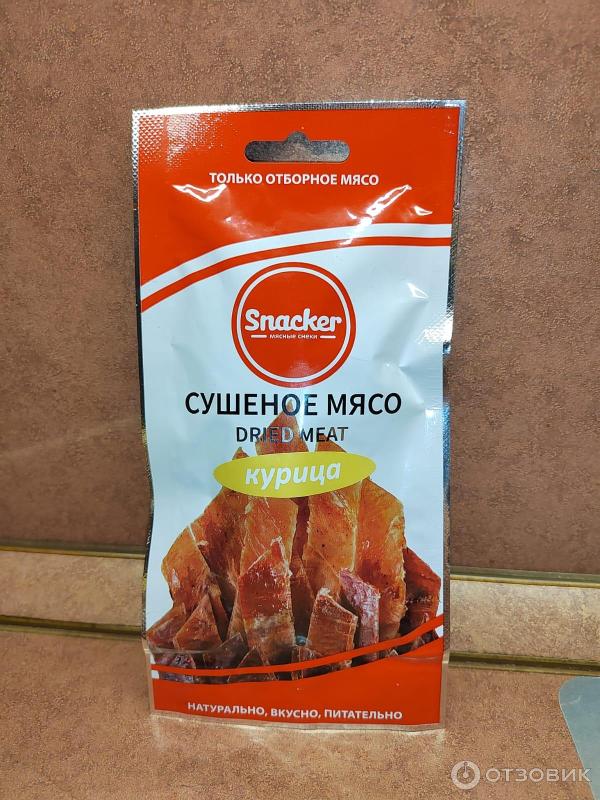 ТОЛЬКО ОТБОРНОЕ МЯСО
Snacker
МЯСНЫЕ СНЕКИ
СУШЕНОЕ МЯСО
DRIED MEAT
курица
НАТУРАЛЬНО, ВКУСНО, ПИТАТЕЛЬНО
ОТЗОВИК